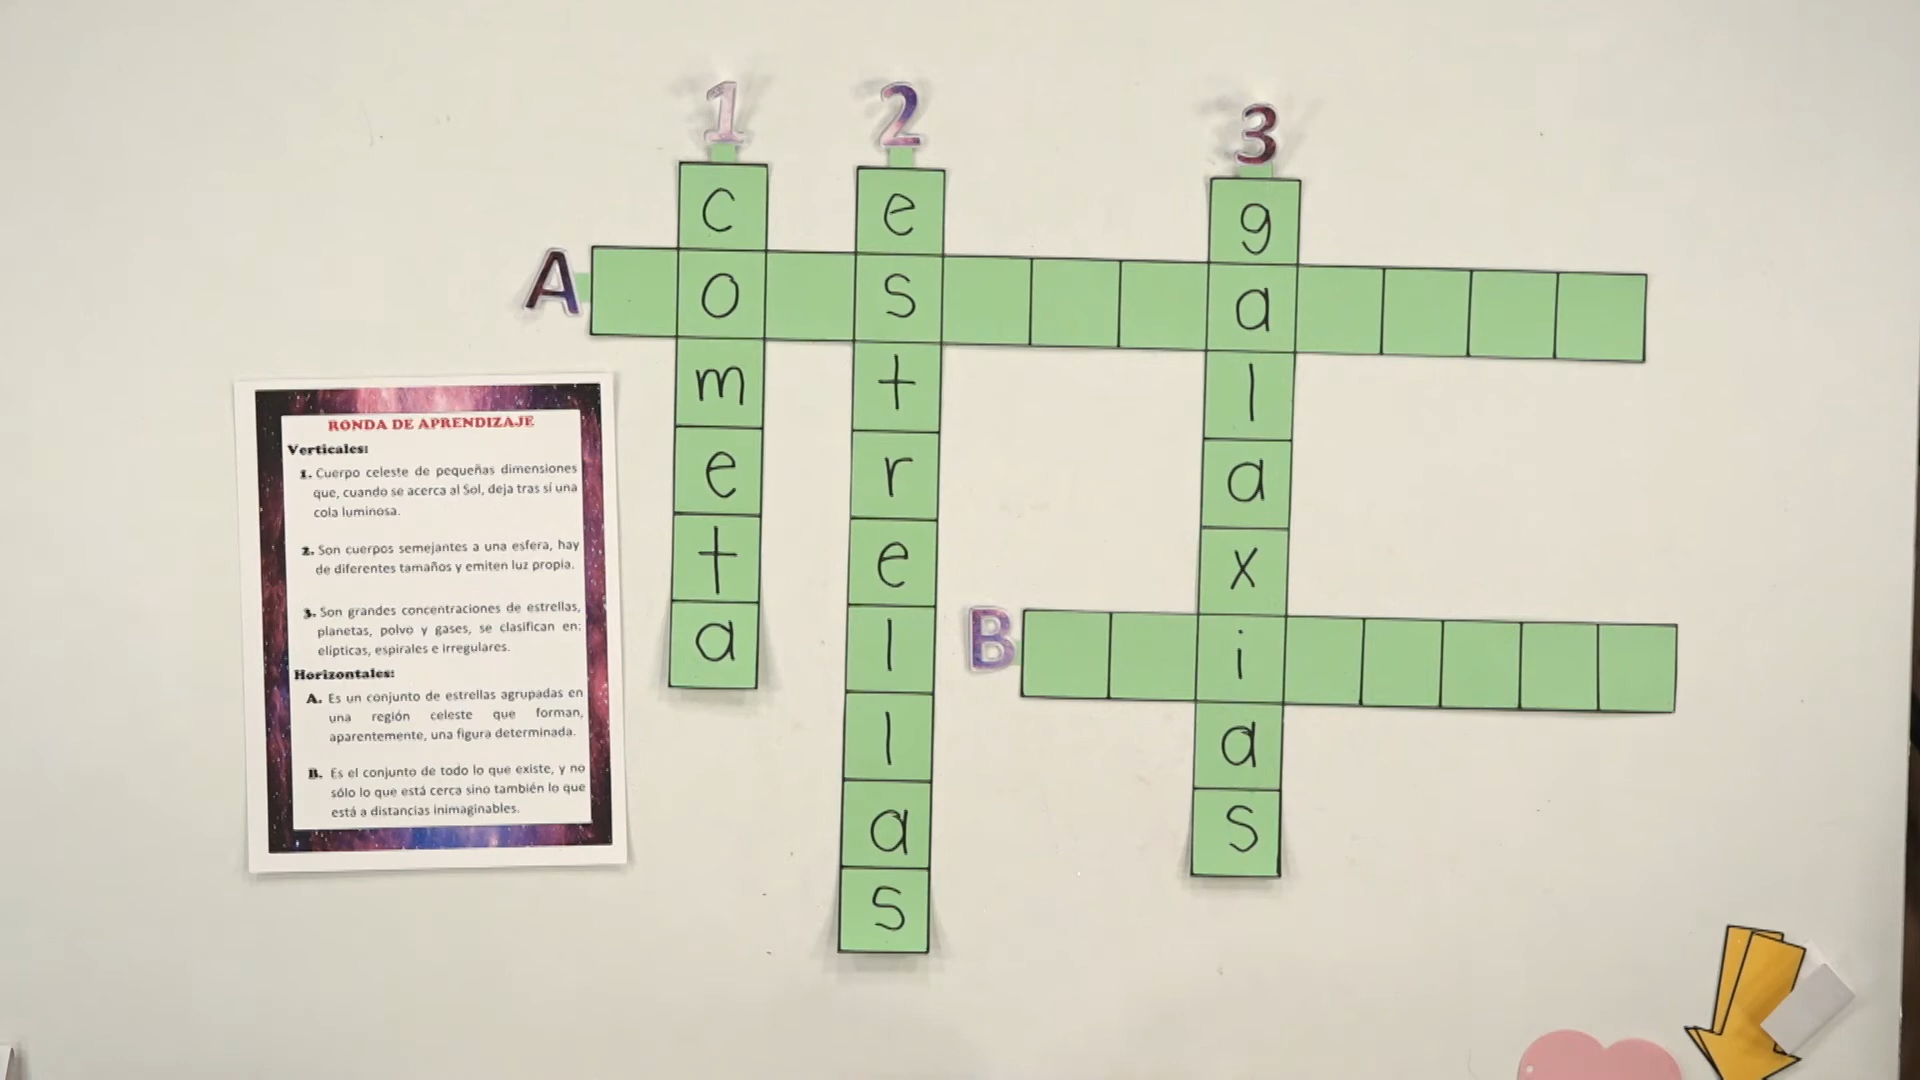 1
2
3
c
e
g
A
o
s
a
m
t
l
e
r
a
t
e
x
a
l
B
i
l
a
a
s
s
RONDA DE APRENDIZAJE
Verticales:
1. Cuerpo celeste de pequeñas dimensiones
que, cuando se acerca al Sol, deja tras sí una
cola luminosa.
2. Son cuerpos semejantes a una esfera, hay
de diferentes tamaños y emiten luz propia.
3. Son grandes concentraciones de estrellas,
planetas, polvo y gases, se clasifican en:
elípticas, espirales e irregulares.
Horizontales:
A. Es un conjunto de estrellas agrupadas en
una región celeste que forman,
aparentemente, una figura determinada.
B. Es el conjunto de todo lo que existe, y no
sólo lo que está cerca sino también lo que
está a distancias inimaginables.